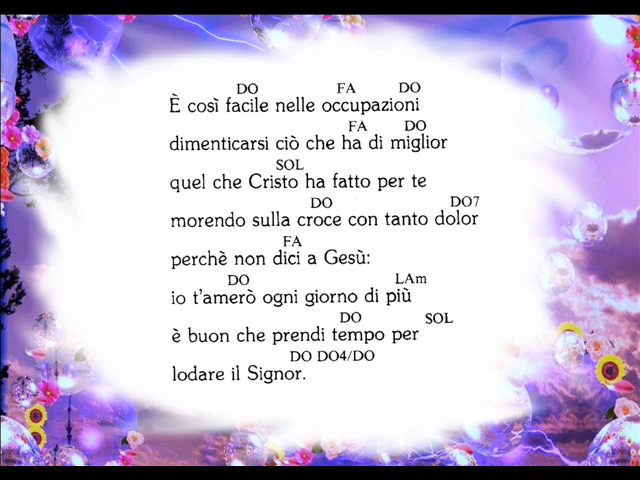 DO FA DO
È così facile nelle occupazioni
FA DO
dimenticarsi ciò che ha di miglior
SOL
quel che Cristo ha fatto per te
DO DO7
morendo sulla croce con tanto dolor
FA
perchè non dici a Gesù:
DO LAm
io t'amerò ogni giorno di più
DO SOL
è buon che prendi tempo per
DO DO4/DO
lodare il Signor.